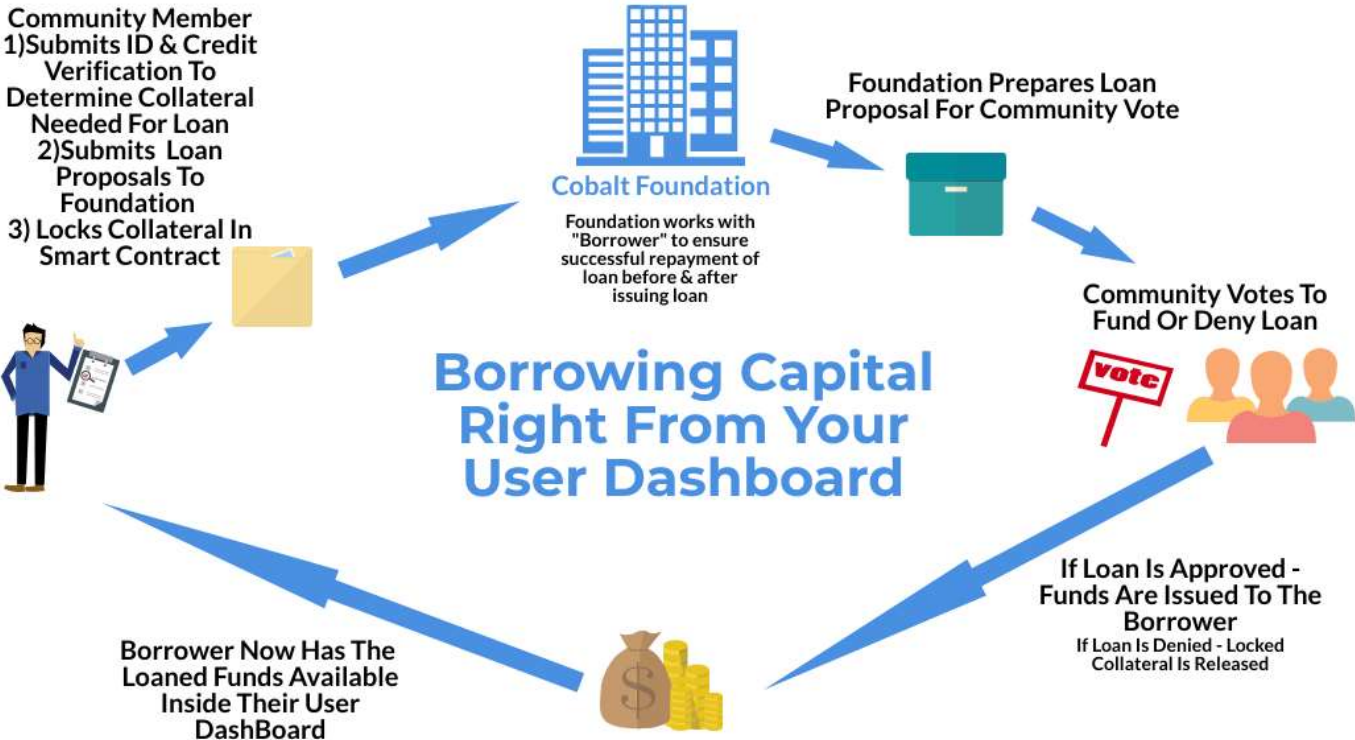 Community Member
1)Submits ID & Credit
Verification To
Determine Collateral
Needed For Loan
2)Submits Loan
Proposals To
Foundation
3) Locks Collateral In
Smart Contract
Cobalt Foundation
Foundation works with
"Borrower" to ensure
successful repayment of
loan before & after
issuing loan
Foundation Prepares Loan
Proposal For Community Vote
Community Votes To
Fund Or Deny Loan
vote
Borrowing Capital
Right From Your
User Dashboard
If Loan Is Approved -
Funds Are Issued To The
Borrower
If Loan Is Denied - Locked
Collateral Is Released
$
Borrower Now Has The
Loaned Funds Available
Inside Their User
DashBoard